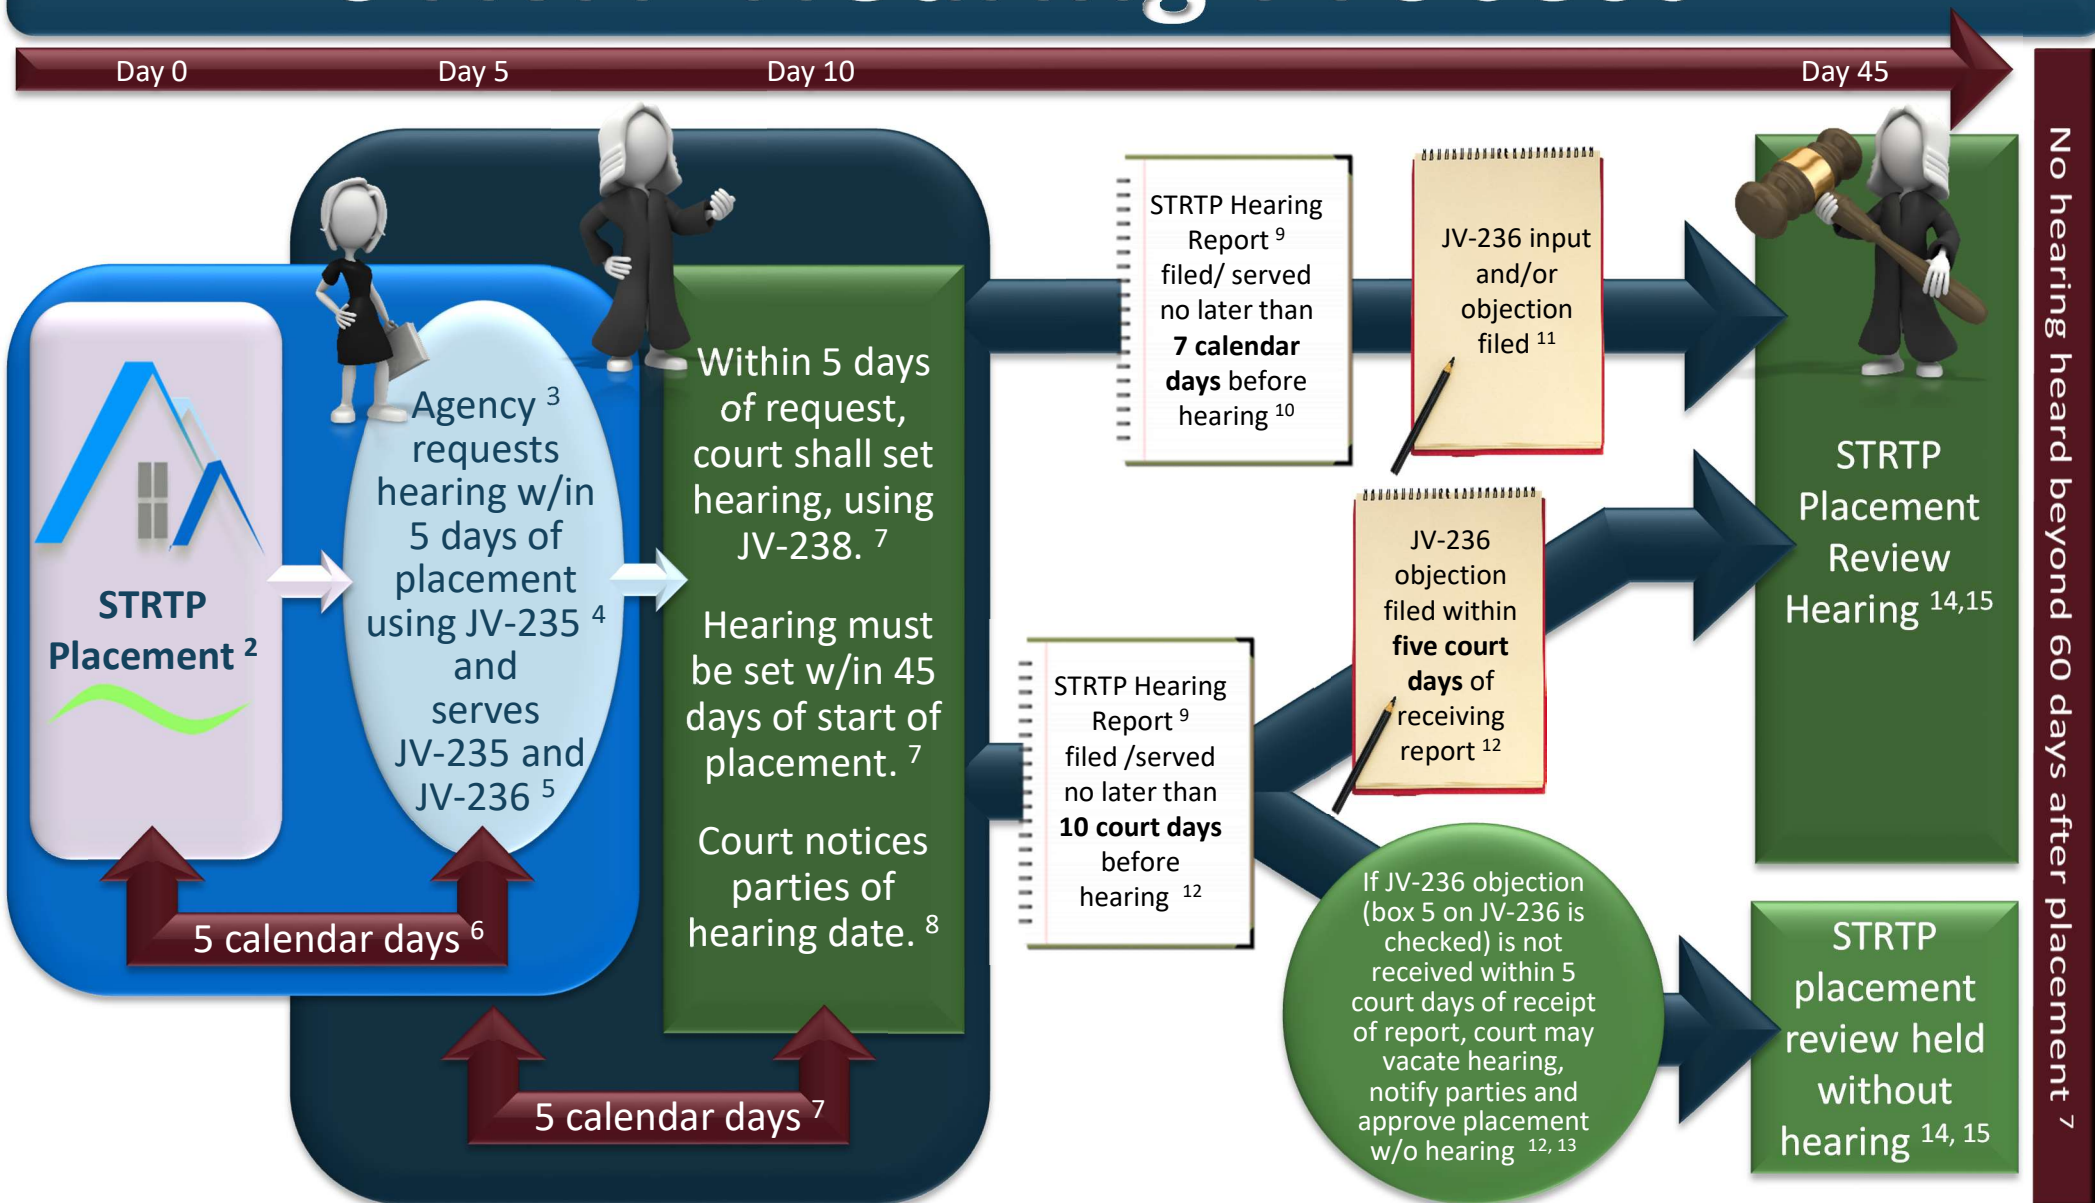 Day 0
Day 5
Day 10
Day 45
STRTP
Placement 2
Agency 3
requests
hearing w/in
5 days of
placement
using JV-235 4
and
serves
JV-235 and
JV-236 5
5 calendar days 6
Within 5 days
of request,
court shall set
hearing, using
JV-238. 7
Hearing must
be set w/in 45
days of start of
placement. 7
Court notices
parties of
hearing date. 8
5 calendar days 7
STRTP Hearing
Report 9
filed/ served
no later than
7 calendar
days before
hearing 10
JV-236 input
and/or
objection
filed 11
STRTP Hearing
Report 9
filed /served
no later than
10 court days
before
hearing 12
JV-236
objection
filed within
five court
days of
receiving
report 12
If JV-236 objection
(box 5 on JV-236 is
checked) is not
received within 5
court days of receipt
of report, court may
vacate hearing,
notify parties and
approve placement
w/o hearing 12, 13
STRTP
Placement
Review
Hearing 14,15
STRTP
placement
review held
without
hearing 14, 15
No hearing heard beyond 60 days after placement 7